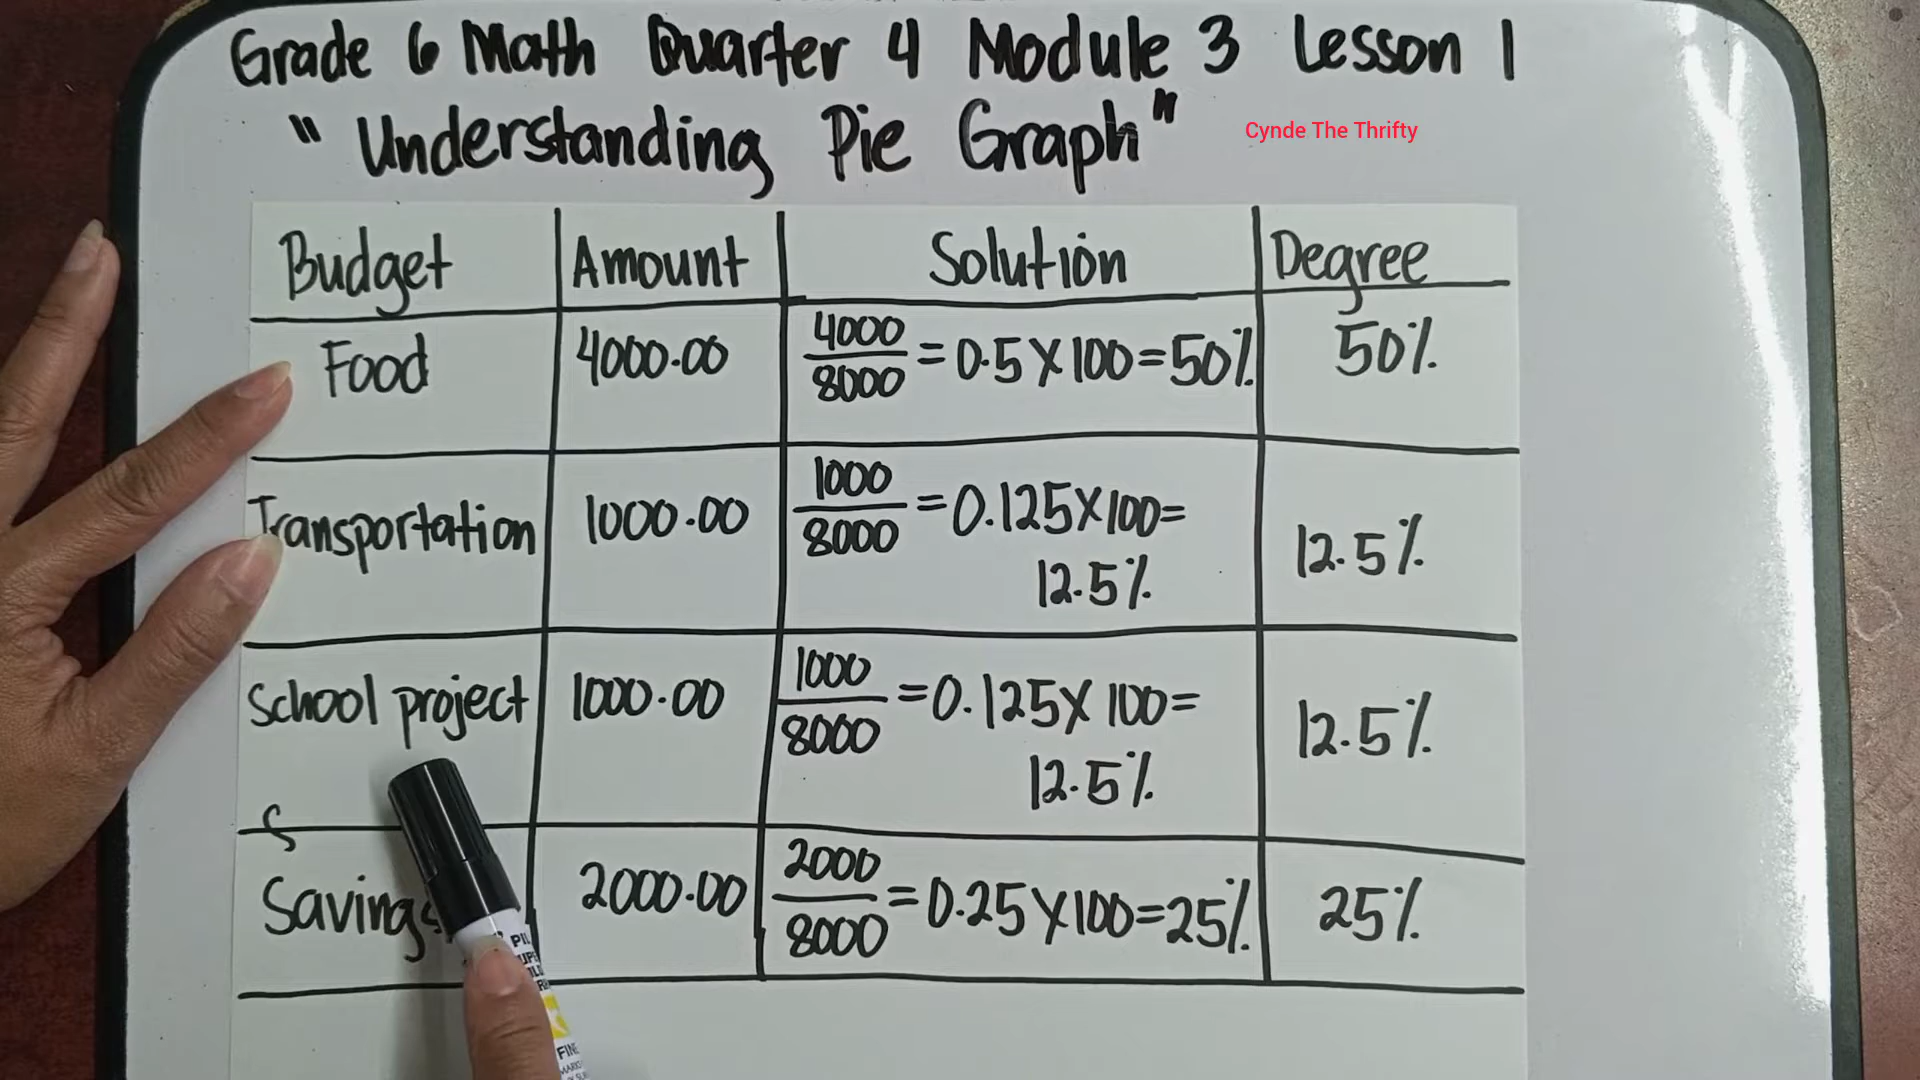 Grade 6 Math Quarter 4 Module 3 Lesson 1
"Understanding Pie Graph"
Cynde The Thrifty
Budget Amount Solution Degree
Food 4000.00 4000/8000 = 0.5 X 100 = 50% 50%
Transportation 1000.00 1000/8000 = 0.125 X 100 =
12.5% 12.5%
School project 1000.00 1000/8000 = 0.125 X 100 =
12.5% 12.5%
S
Savings 2000.00 2000/8000 = 0.25 X 100 = 25% 25%
FINE